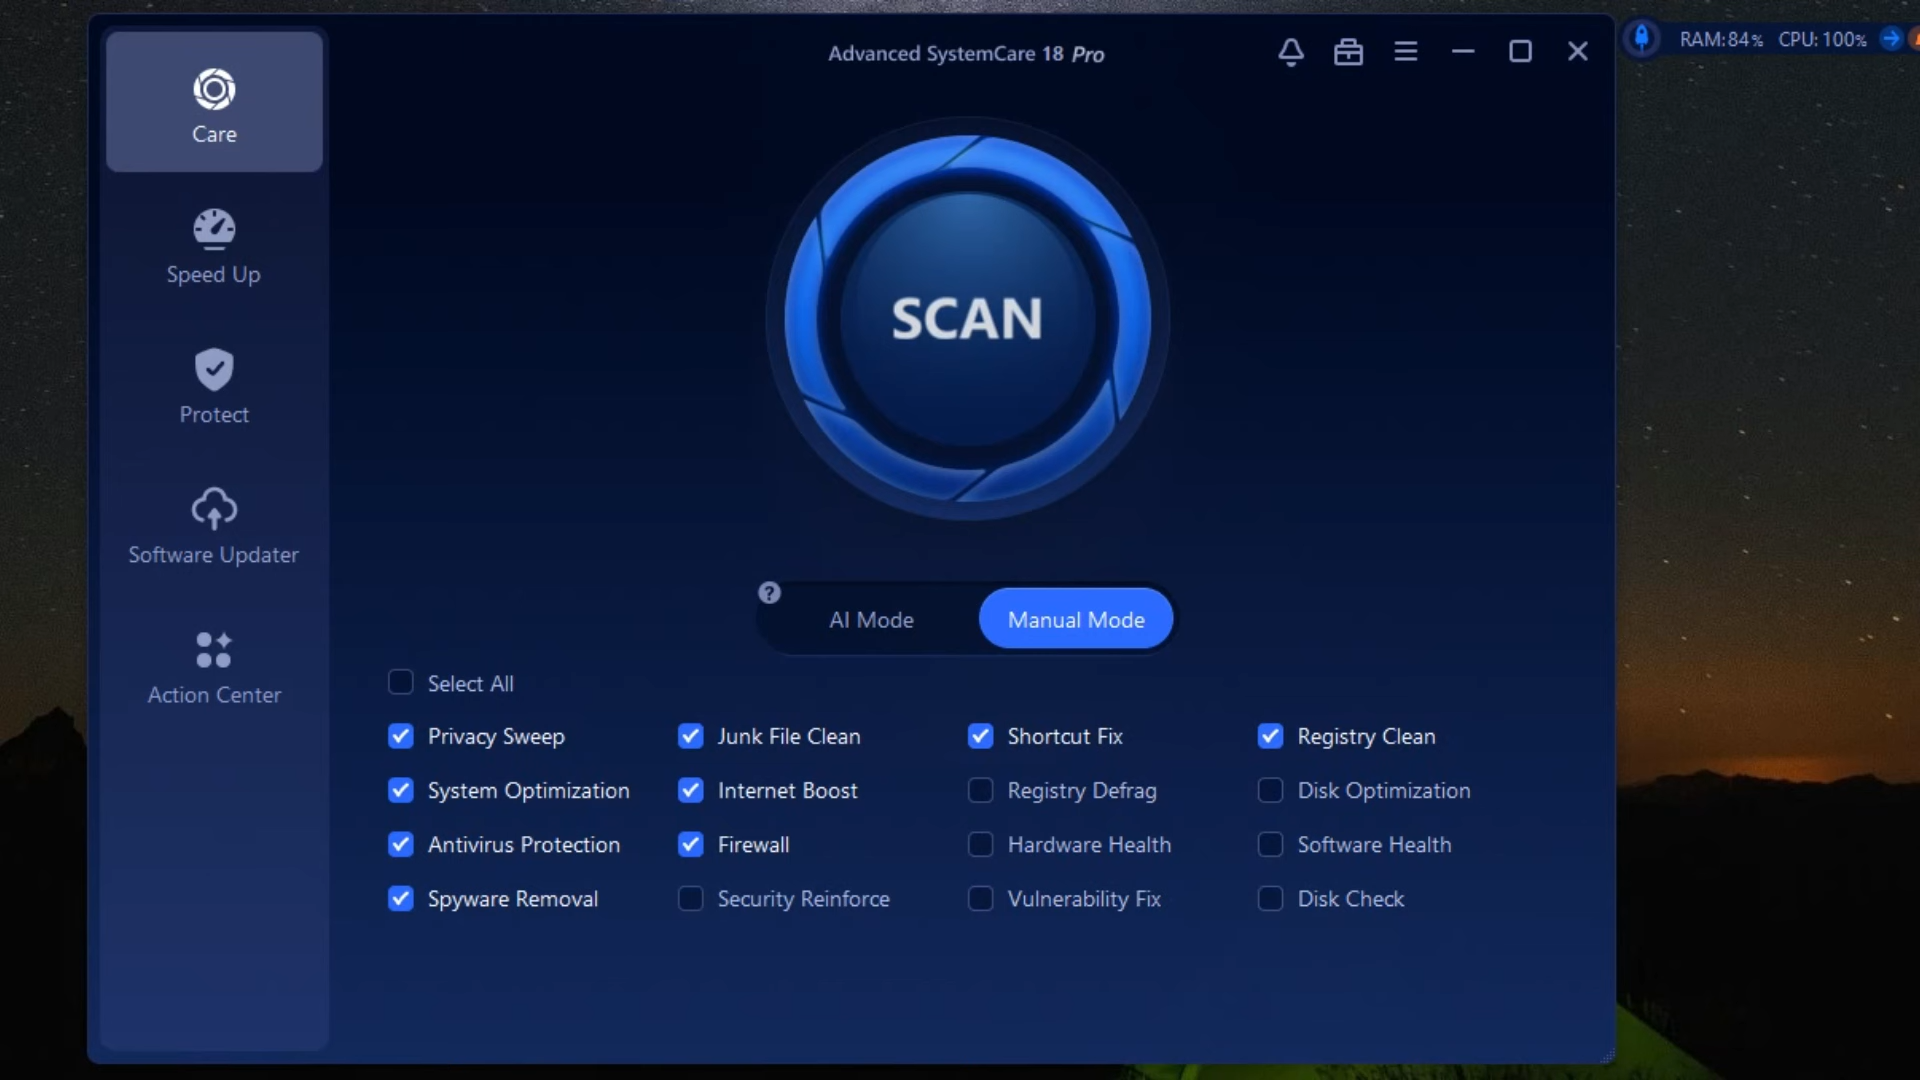 Advanced SystemCare 18 Pro
RAM:84% CPU:100%
Care
Speed Up
Protect
Software Updater
Action Center
SCAN
?
AI Mode Manual Mode
Select All
Privacy Sweep Junk File Clean Shortcut Fix Registry Clean
System Optimization Internet Boost Registry Defrag Disk Optimization
Antivirus Protection Firewall Hardware Health Software Health
Spyware Removal Security Reinforce Vulnerability Fix Disk Check